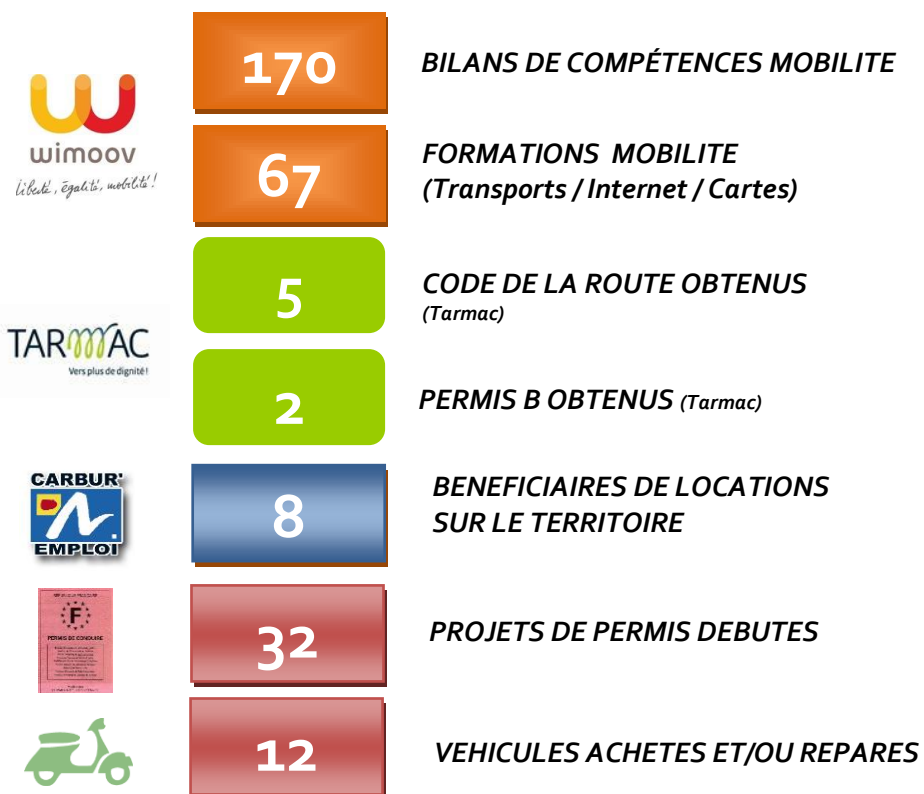 170
BILANS DE COMPÉTENCES MOBILITE
wimoov
liberté, égalité, mobilité!
67
FORMATIONS MOBILITE
(Transports / Internet / Cartes)
5
CODE DE LA ROUTE OBTENUS
(Tarmac)
TARMAC
Vers plus de dignité!
2
PERMIS B OBTENUS (Tarmac)
CARBUR'
EMPLOI
8
BENEFICIAIRES DE LOCATIONS
SUR LE TERRITOIRE
F
PERMIS DE CONDUIRE
32
PROJETS DE PERMIS DEBUTES
12
VEHICULES ACHETES ET/OU REPARES